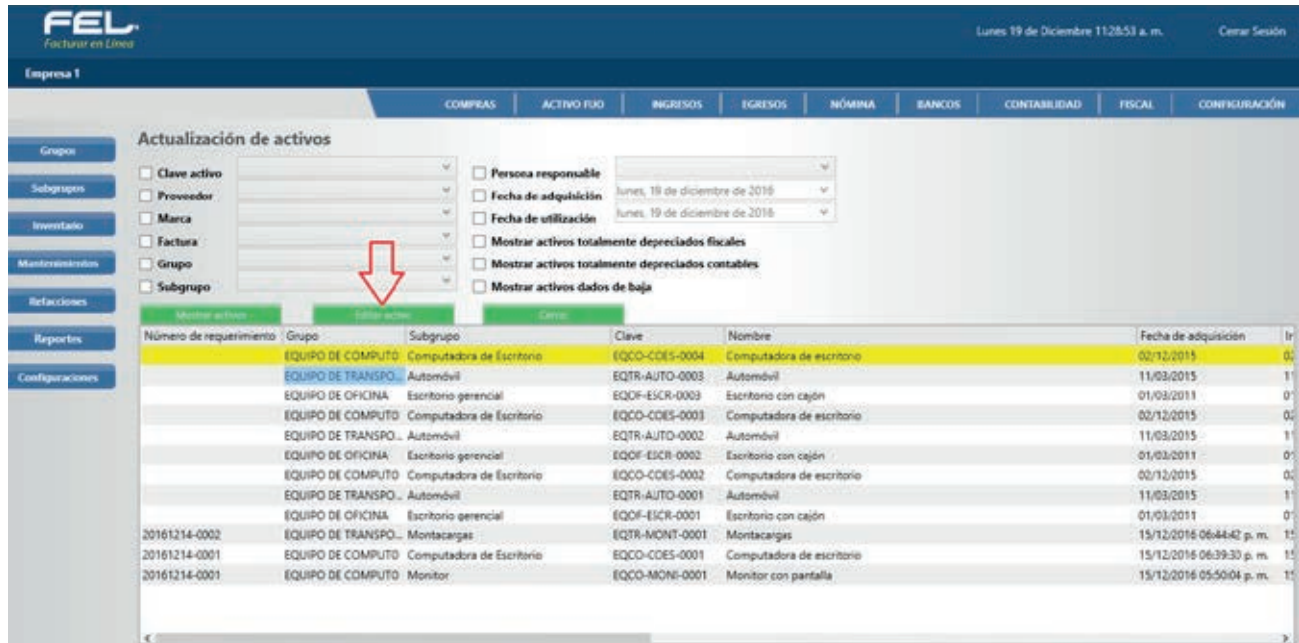 FEL
Facturar en Línea
Lunes 19 de Diciembre 11:28:53 a. m.
Cerrar Sesión
Empresa 1
COMPRAS
ACTIVO FIJO
INGRESOS
EGRESOS
NÓMINA
BANCOS
CONTABILIDAD
FISCAL
CONFIGURACIÓN
Grupos
Subgrupos
Inventario
Mantenimientos
Refacciones
Reportes
Configuraciones
Actualización de activos
Clave activo
Proveedor
Marca
Factura
Grupo
Subgrupo
Persona responsable
Fecha de adquisición lunes, 19 de diciembre de 2016
Fecha de utilización lunes, 19 de diciembre de 2016
Mostrar activos totalmente depreciados fiscales
Mostrar activos totalmente depreciados contables
Mostrar activos dados de baja
Mostrar activos
Editar activo
Cerrar
Número de requerimiento Grupo Subgrupo Clave Nombre Fecha de adquisición
EQUIPO DE COMPUTO Computadora de Escritorio EQCO-COES-0004 Computadora de escritorio 02/12/2015
EQUIPO DE TRANSPO... Automóvil EQTR-AUTO-0003 Automóvil 11/03/2015
EQUIPO DE OFICINA Escritorio gerencial EQOF-ESCR-0003 Escritorio con cajón 01/03/2011
EQUIPO DE COMPUTO Computadora de Escritorio EQCO-COES-0003 Computadora de escritorio 02/12/2015
EQUIPO DE TRANSPO... Automóvil EQTR-AUTO-0002 Automóvil 11/03/2015
EQUIPO DE OFICINA Escritorio gerencial EQOF-ESCR-0002 Escritorio con cajón 01/03/2011
EQUIPO DE COMPUTO Computadora de Escritorio EQCO-COES-0002 Computadora de escritorio 02/12/2015
EQUIPO DE TRANSPO... Automóvil EQTR-AUTO-0001 Automóvil 11/03/2015
EQUIPO DE OFICINA Escritorio gerencial EQOF-ESCR-0001 Escritorio con cajón 01/03/2011
20161214-0002 EQUIPO DE TRANSPO... Montacargas EQTR-MONT-0001 Montacargas 15/12/2016 06:44:42 p. m.
20161214-0001 EQUIPO DE COMPUTO Computadora de Escritorio EQCO-COES-0001 Computadora de escritorio 15/12/2016 06:39:30 p. m.
20161214-0001 EQUIPO DE COMPUTO Monitor EQCO-MONI-0001 Monitor con pantalla 15/12/2016 05:50:04 p. m.